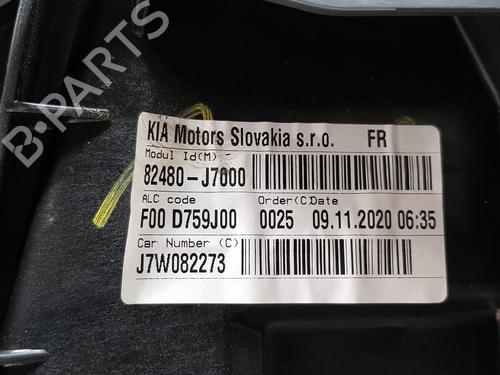 B-PARTS
KIA Motors Slovakia s.r.o. FR
Modul Id(M)
82480-J7000
ALC code Order(C)Date
F00 D759J00 0025 09.11.2020 06:35
Car Number (C)
J7W082273